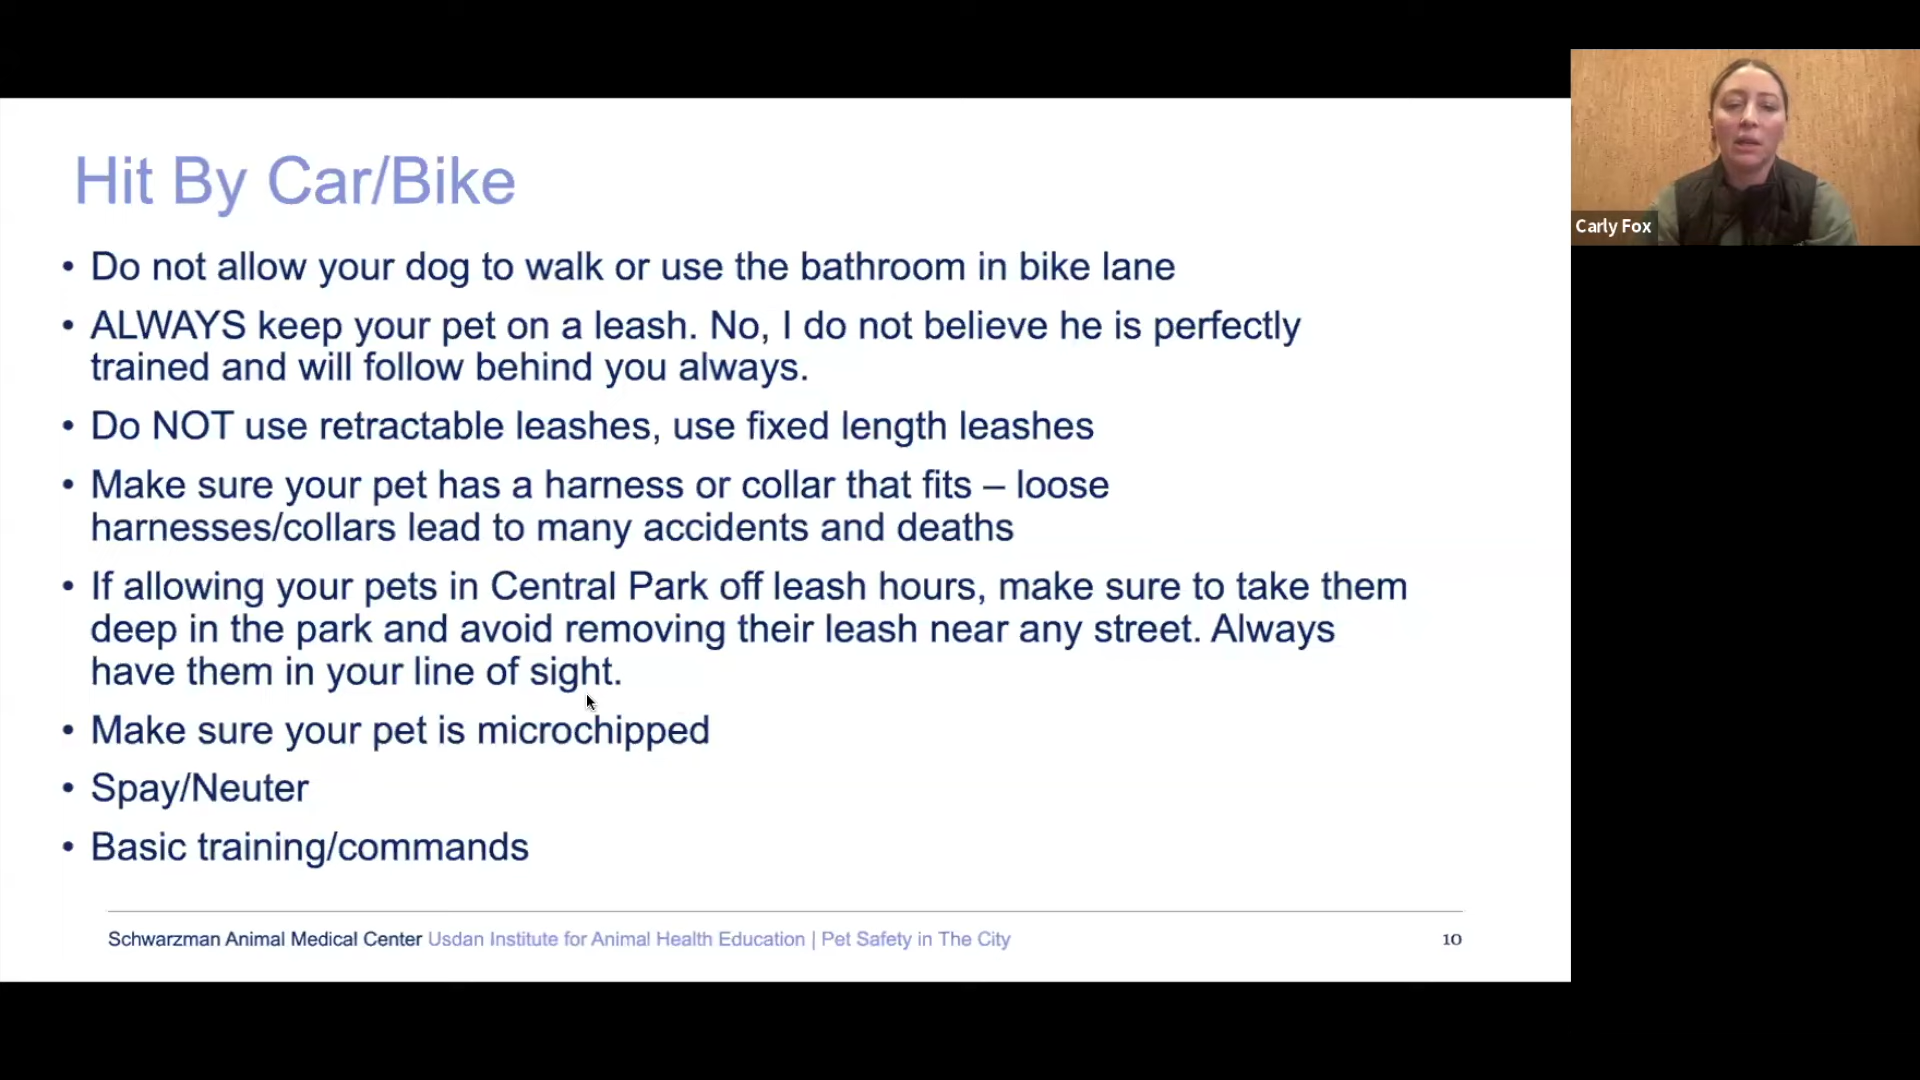 Hit By Car/Bike
• Do not allow your dog to walk or use the bathroom in bike lane
• ALWAYS keep your pet on a leash. No, I do not believe he is perfectly
trained and will follow behind you always.
• Do NOT use retractable leashes, use fixed length leashes
• Make sure your pet has a harness or collar that fits – loose
harnesses/collars lead to many accidents and deaths
• If allowing your pets in Central Park off leash hours, make sure to take them
deep in the park and avoid removing their leash near any street. Always
have them in your line of sight.
• Make sure your pet is microchipped
• Spay/Neuter
• Basic training/commands
Schwarzman Animal Medical Center Usdan Institute for Animal Health Education | Pet Safety in The City
10
Carly Fox